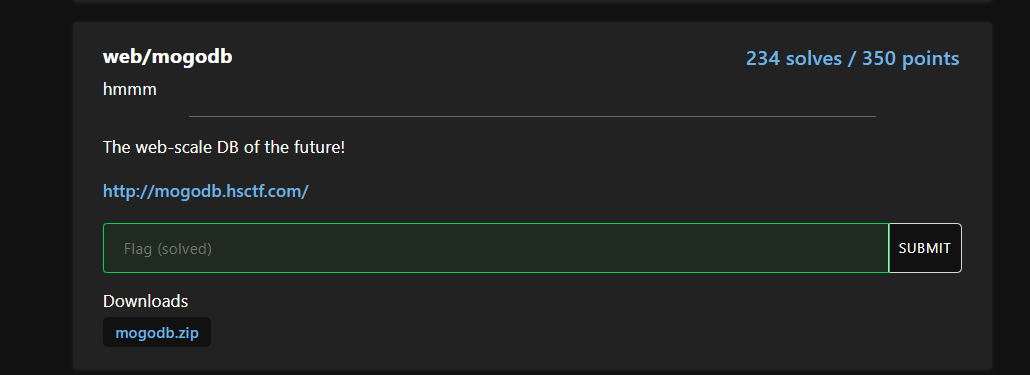 web/mogodb
234 solves / 350 points
hmmm
The web-scale DB of the future!
http://mogodb.hsctf.com/
Flag (solved)
SUBMIT
Downloads
mogodb.zip